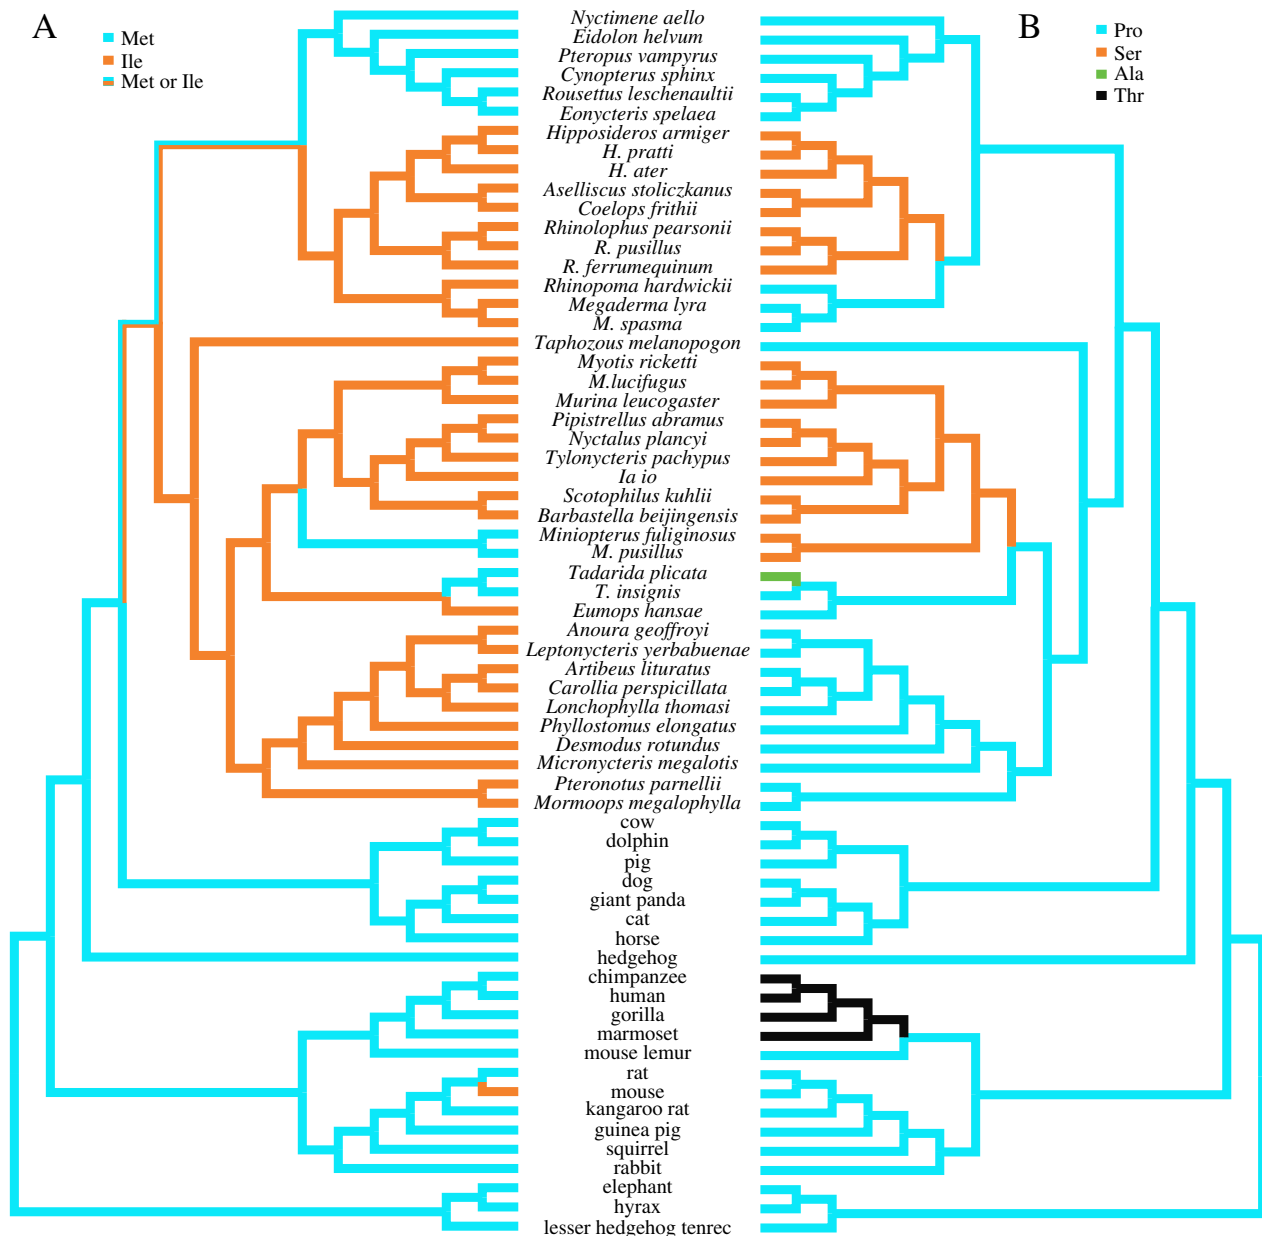 A
Met
Ile
Met or Ile
B
Pro
Ser
Ala
Thr
Nyctimene aello
Eidolon helvum
Pteropus vampyrus
Cynopterus sphinx
Rousettus leschenaultii
Eonycteris spelaea
Hipposideros armiger
H. pratti
H. ater
Aselliscus stoliczkanus
Coelops frithii
Rhinolophus pearsonii
R. pusillus
R. ferrumequinum
Rhinopoma hardwickii
Megaderma lyra
M. spasma
Taphozous melanopogon
Myotis ricketti
M.lucifugus
Murina leucogaster
Pipistrellus abramus
Nyctalus plancyi
Tylonycteris pachypus
Ia io
Scotophilus kuhlii
Barbastella beijingensis
Miniopterus fuliginosus
M. pusillus
Tadarida plicata
T. insignis
Eumops hansae
Anoura geoffroyi
Leptonycteris yerbabuenae
Artibeus lituratus
Carollia perspicillata
Lonchophylla thomasi
Phyllostomus elongatus
Desmodus rotundus
Micronycteris megalotis
Pteronotus parnellii
Mormoops megalophylla
cow
dolphin
pig
dog
giant panda
cat
horse
hedgehog
chimpanzee
human
gorilla
marmoset
mouse lemur
rat
mouse
kangaroo rat
guinea pig
squirrel
rabbit
elephant
hyrax
lesser hedgehog tenrec